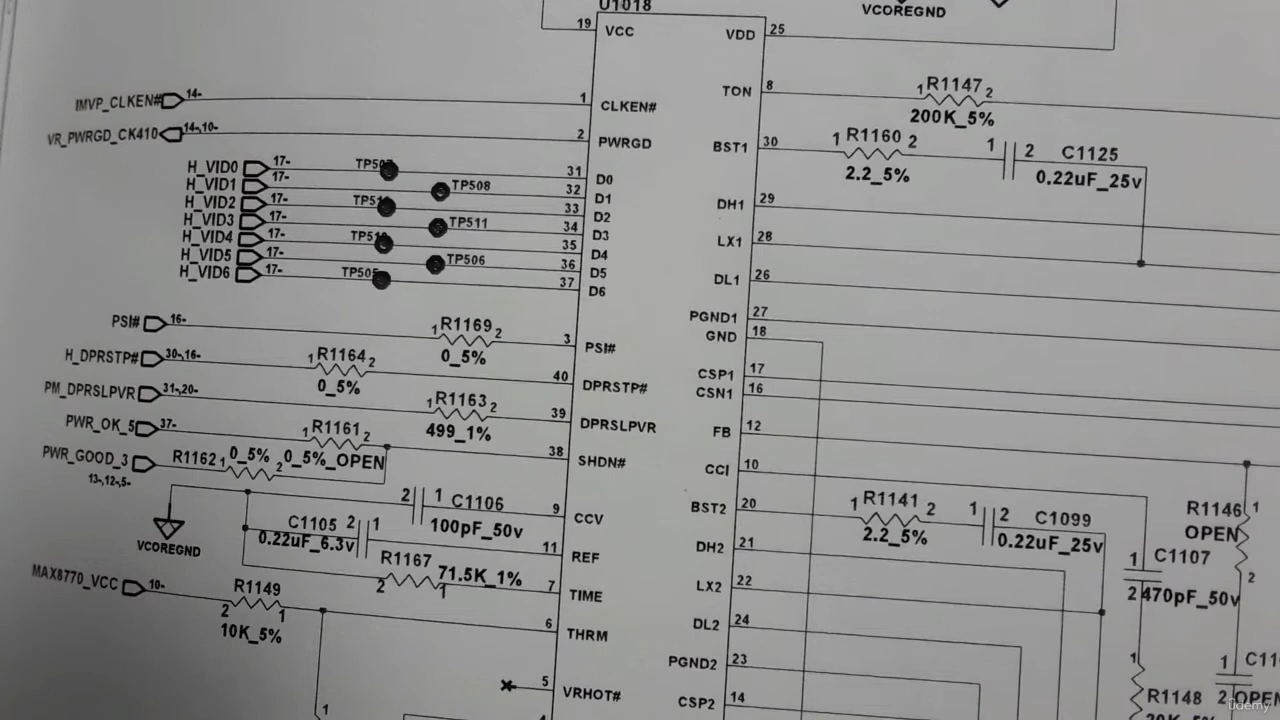 U1018
VCOREGND
19 VCC VDD 25
IMVP_CLKEN# 14- 1 CLKEN#
TON 8 1 R1147 2
200K_5%
VR_PWRGD_CK410 14-,10- 2 PWRGD
BST1 30 1 R1160 2 1 2 C1125
2.2_5% 0.22uF_25v
H_VID0 17- 31 D0
H_VID1 17- TP508 32 D1
H_VID2 17- 33 D2
H_VID3 17- TP511 34 D3
H_VID4 17- 35 D4
H_VID5 17- TP506 36 D5
H_VID6 17- TP505 37 D6
DH1 29
LX1 28
DL1 26
PGND1 27
GND 18
PSI# 16- 1 R1169 2 3 PSI#
0_5%
H_DPRSTP# 30-,16- 1 R1164 2 40 DPRSTP#
0_5%
CSP1 17
CSN1 16
PM_DPRSLPVR 31-,20- 1 R1163 2 39 DPRSLPVR
499_1%
FB 12
PWR_OK_5 37- 1 R1161 2 38 SHDN#
0_5%_OPEN
CCI 10
PWR_GOOD_3 R1162 1 0_5% 2
13-,12-,5-
2 1 C1106 9 CCV
100pF_50v
BST2 20 1 R1141 2 1 2 C1099
2.2_5% 0.22uF_25v
R1146 1
OPEN
2
VCOREGND
C1105 2 1 11 REF
0.22uF_6.3v
DH2 21
1 C1107
2 470pF_50v
R1167 71.5K_1% 7 TIME
2 1
LX2 22
MAX8770_VCC 10- R1149 6 THRM
2 1
10K_5%
DL2 24
PGND2 23
5 VRHOT#
CSP2 14
1
1 R1148
1
2 OPEN
udemy